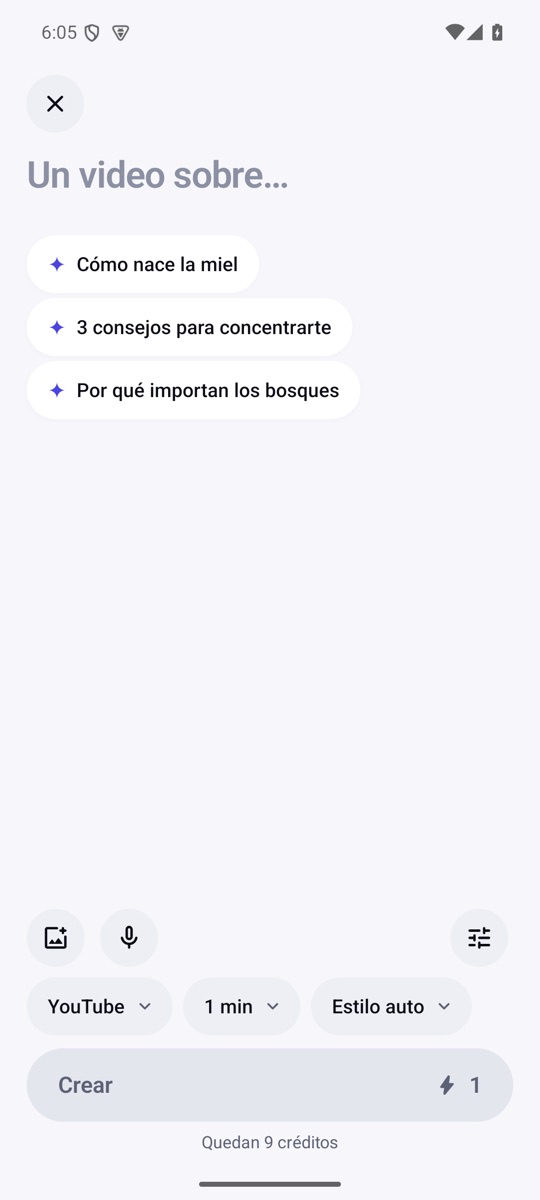 6:05
Un video sobre...
Cómo nace la miel
3 consejos para concentrarte
Por qué importan los bosques
YouTube
1 min
Estilo auto
Crear
1
Quedan 9 créditos